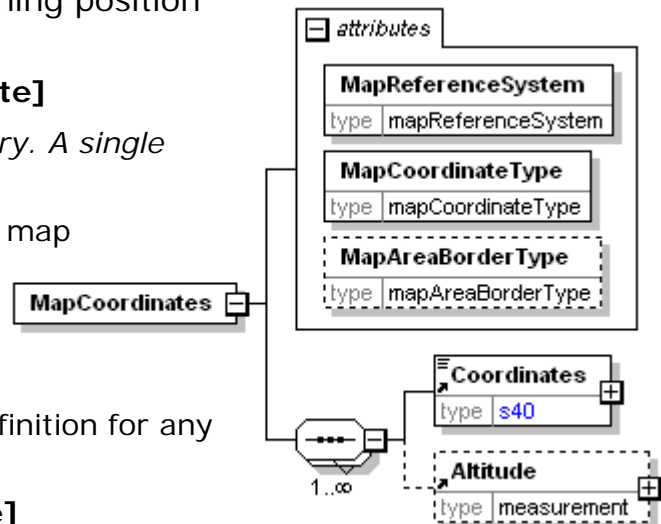 ning position
te]
ry. A single
map
finition for any
e]
attributes
MapReferenceSystem
type mapReferenceSystem
MapCoordinateType
type mapCoordinateType
MapAreaBorderType
type mapAreaBorderType
MapCoordinates
Coordinates
type s40
1..∞
Altitude
type measurement